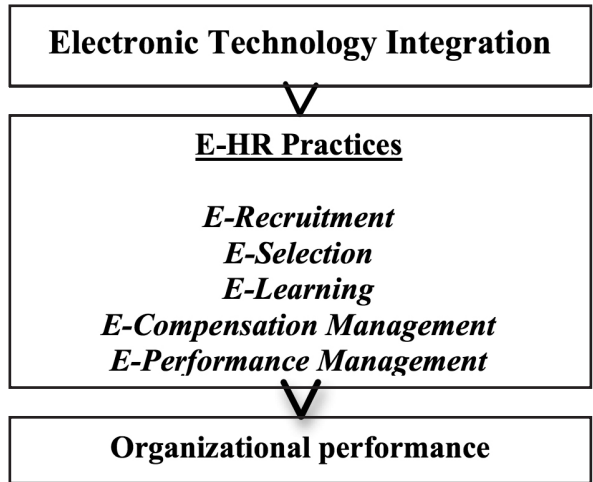 Electronic Technology Integration
E-HR Practices
E-Recruitment
E-Selection
E-Learning
E-Compensation Management
E-Performance Management
Organizational performance